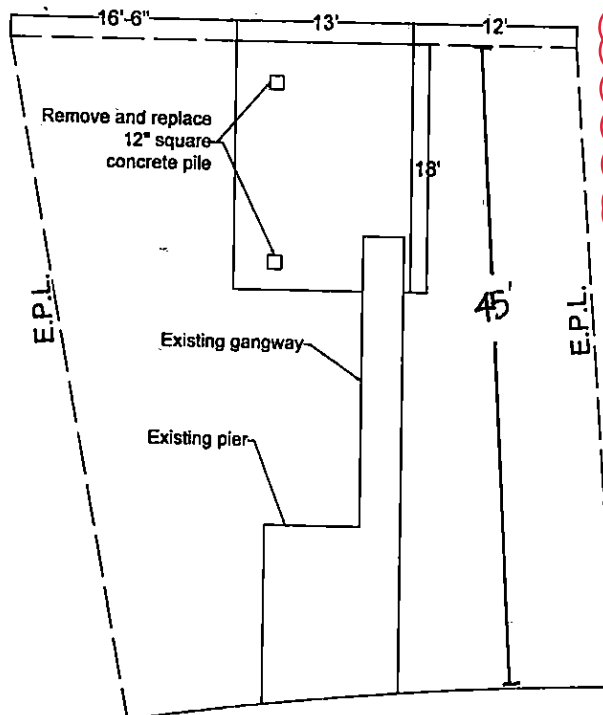 16'-6"
13'
12'
Remove and replace
12" square
concrete pile
18'
45'
E.P.L.
E.P.L.
Existing gangway
Existing pier